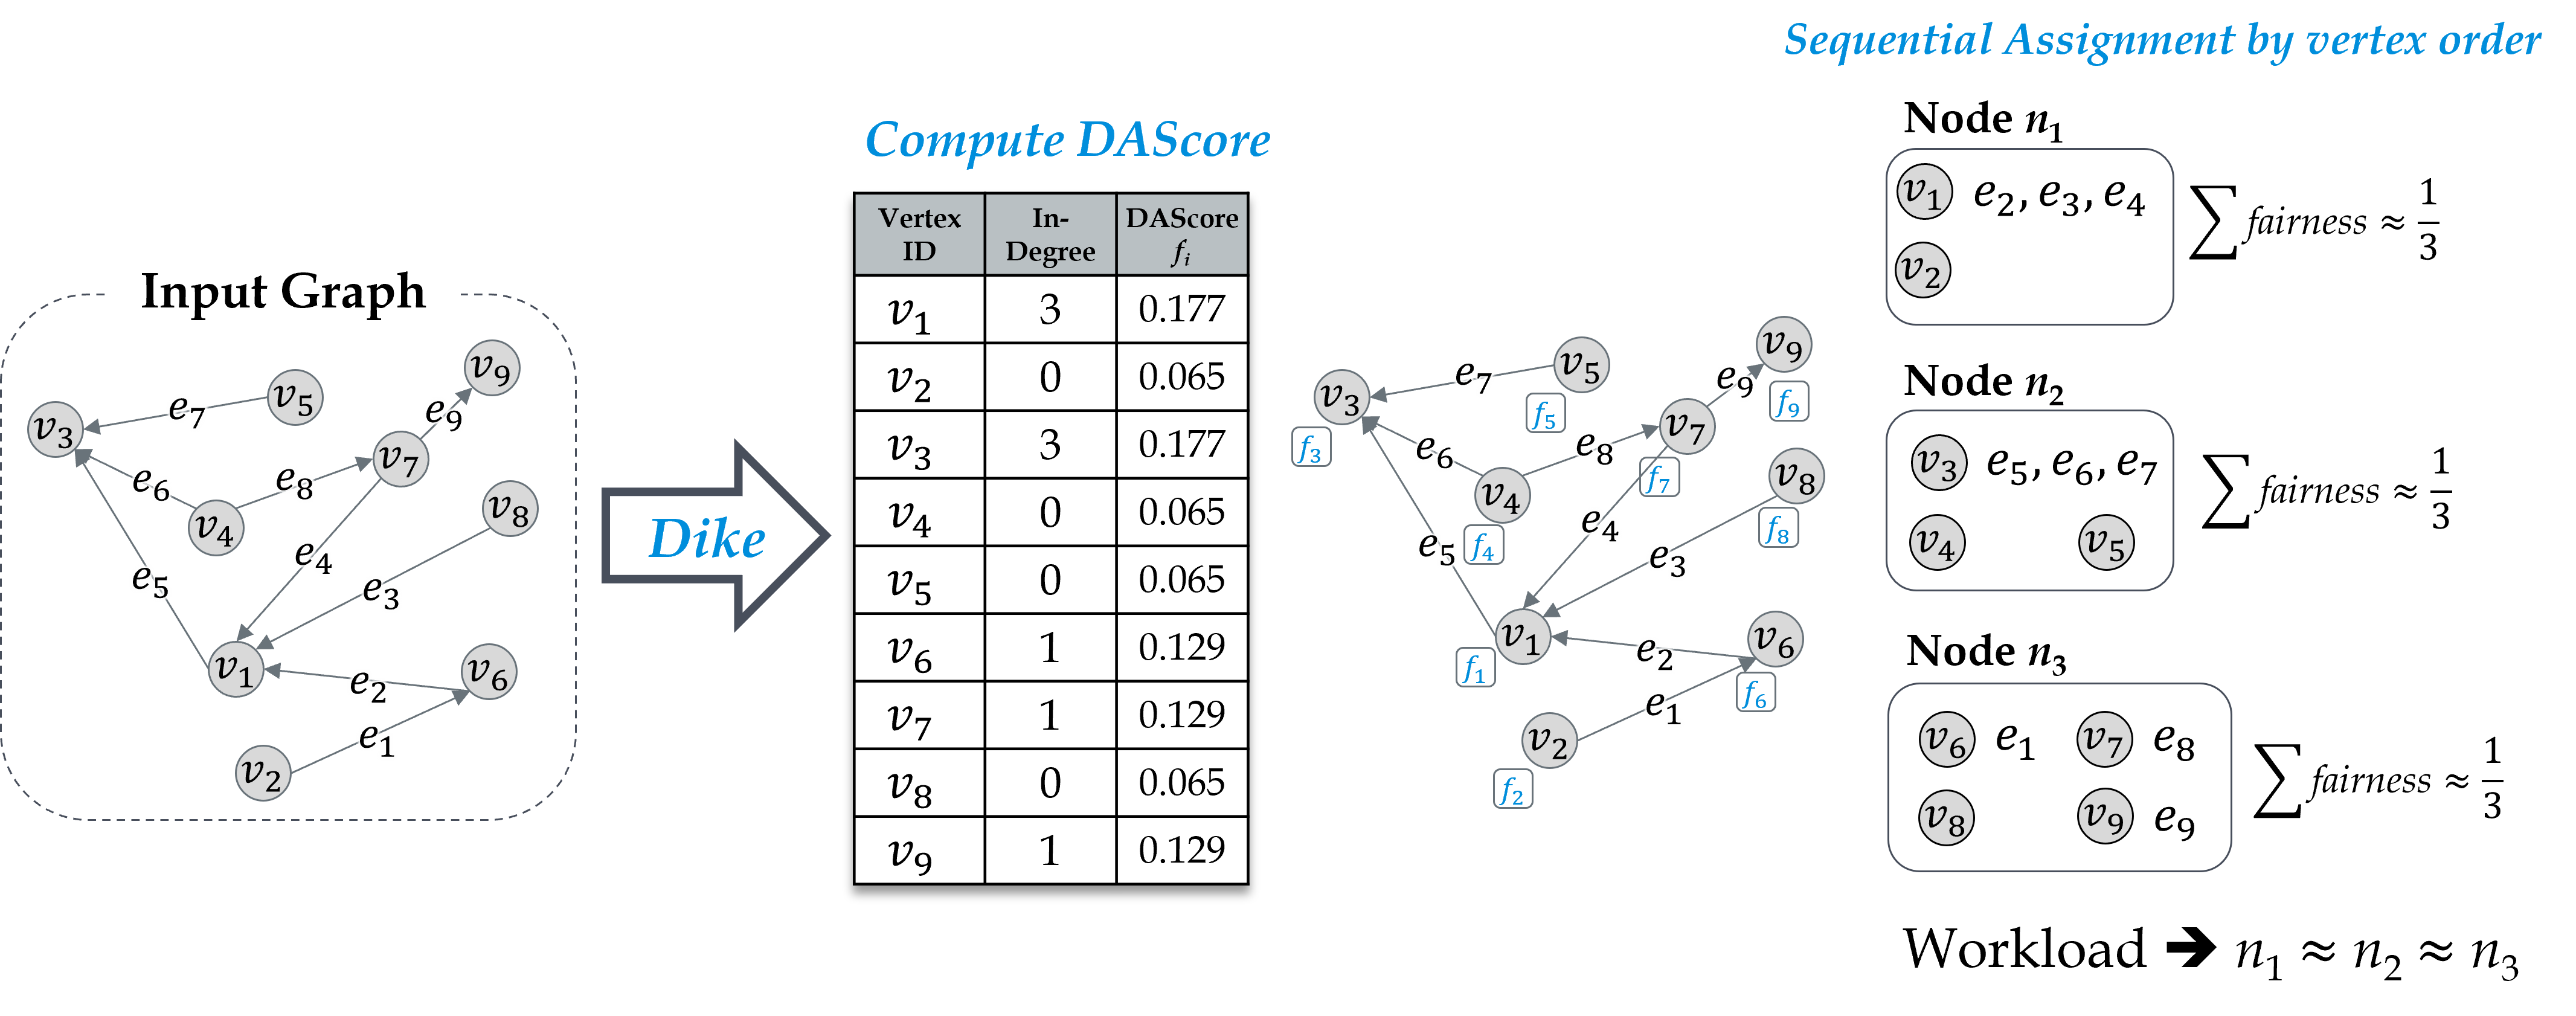 Input Graph
v₉
v₅
e₇
e₉
v₃
v₇
e₆
e₈
v₈
v₄
e₄
e₅
e₃
v₁
v₆
e₂
e₁
v₂
Dike
Compute DAScore
Vertex ID In-Degree DAScore fᵢ
v₁ 3 0.177
v₂ 0 0.065
v₃ 3 0.177
v₄ 0 0.065
v₅ 0 0.065
v₆ 1 0.129
v₇ 1 0.129
v₈ 0 0.065
v₉ 1 0.129
v₉
v₅
e₇
e₉
f₉
v₃
f₅
v₇
f₃
e₆
e₈
f₇
v₈
v₄
f₈
e₄
e₅
f₄
e₃
v₁
v₆
e₂
f₁
f₆
e₁
v₂
f₂
Sequential Assignment by vertex order
Node n₁
v₁ e₂, e₃, e₄
v₂
∑ fairness ≈ 1/3
Node n₂
v₃ e₅, e₆, e₇
v₄ v₅
∑ fairness ≈ 1/3
Node n₃
v₆ e₁ v₇ e₈
v₈ v₉ e₉
∑ fairness ≈ 1/3
Workload 🡲 n₁ ≈ n₂ ≈ n₃